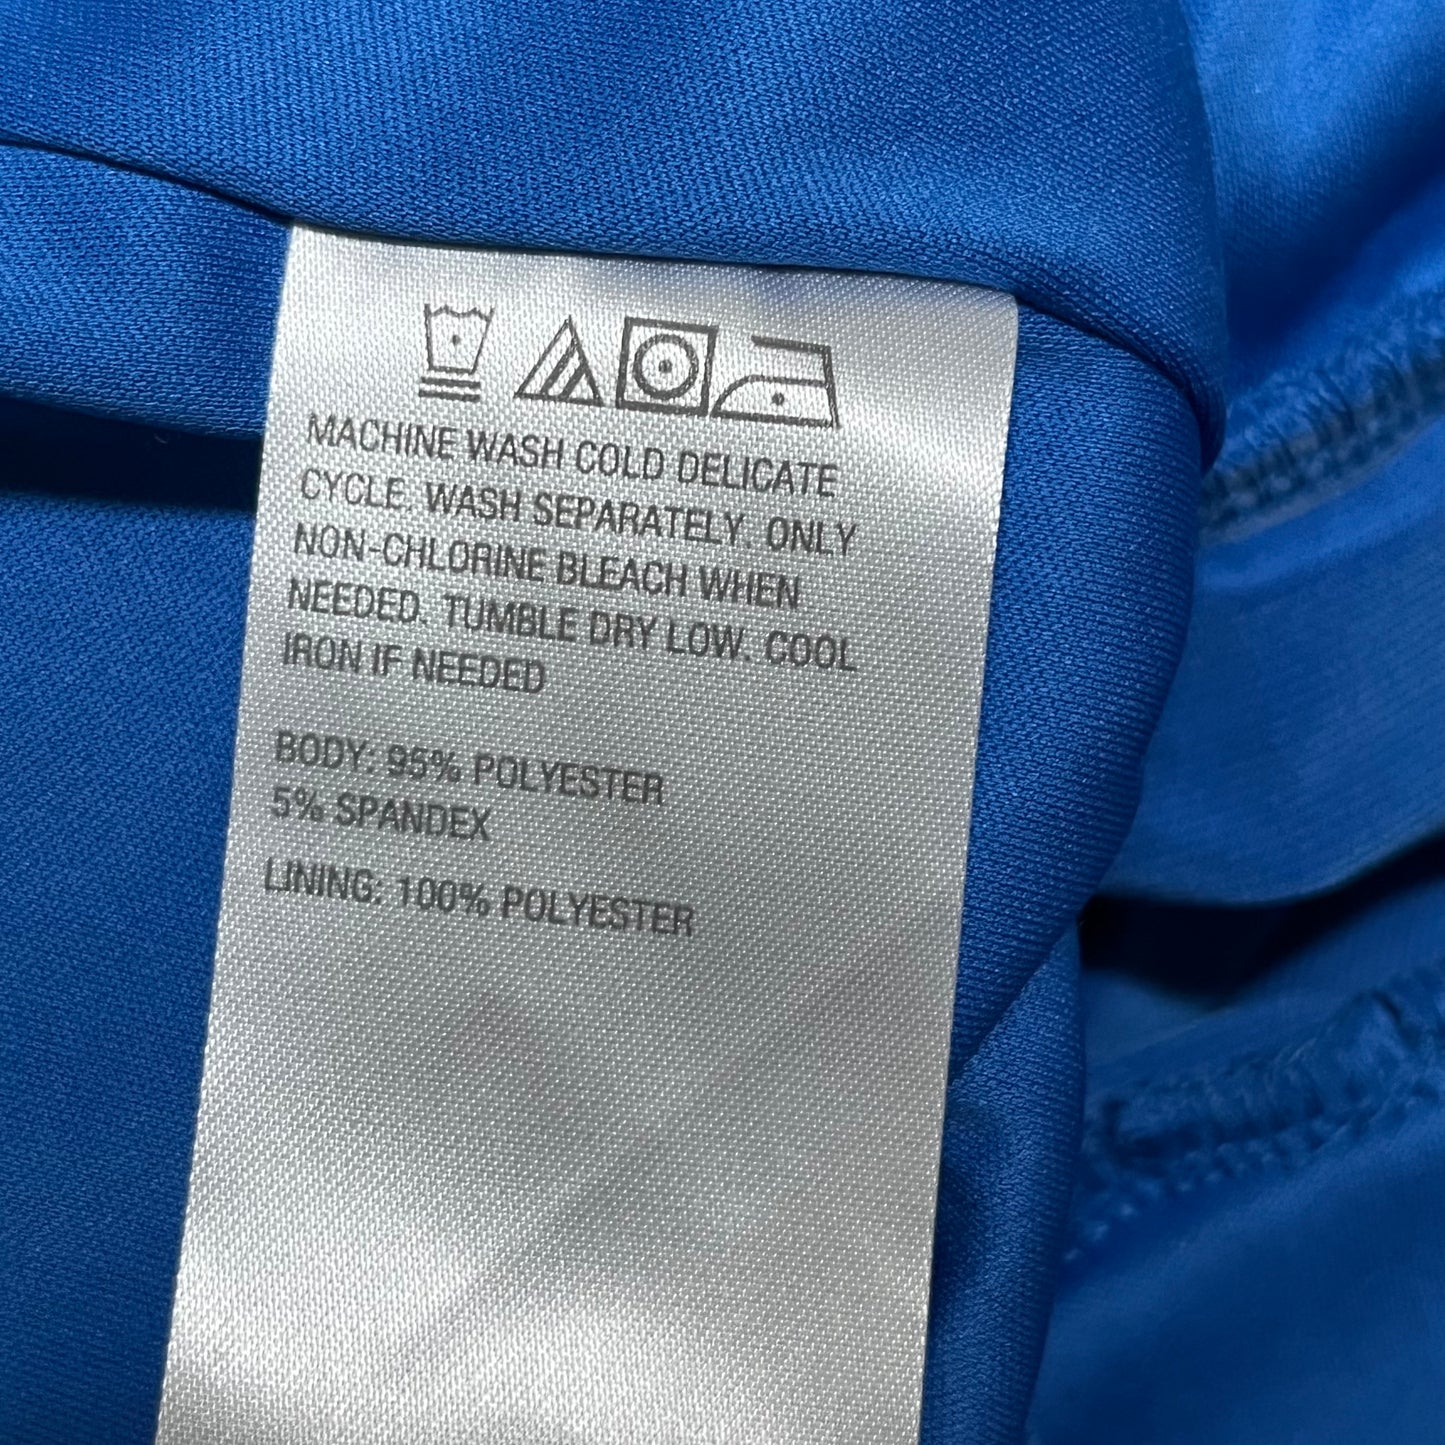 MACHINE WASH COLD DELICATE
CYCLE. WASH SEPARATELY. ONLY
NON-CHLORINE BLEACH WHEN
NEEDED. TUMBLE DRY LOW. COOL
IRON IF NEEDED
BODY: 95% POLYESTER
5% SPANDEX
LINING: 100% POLYESTER